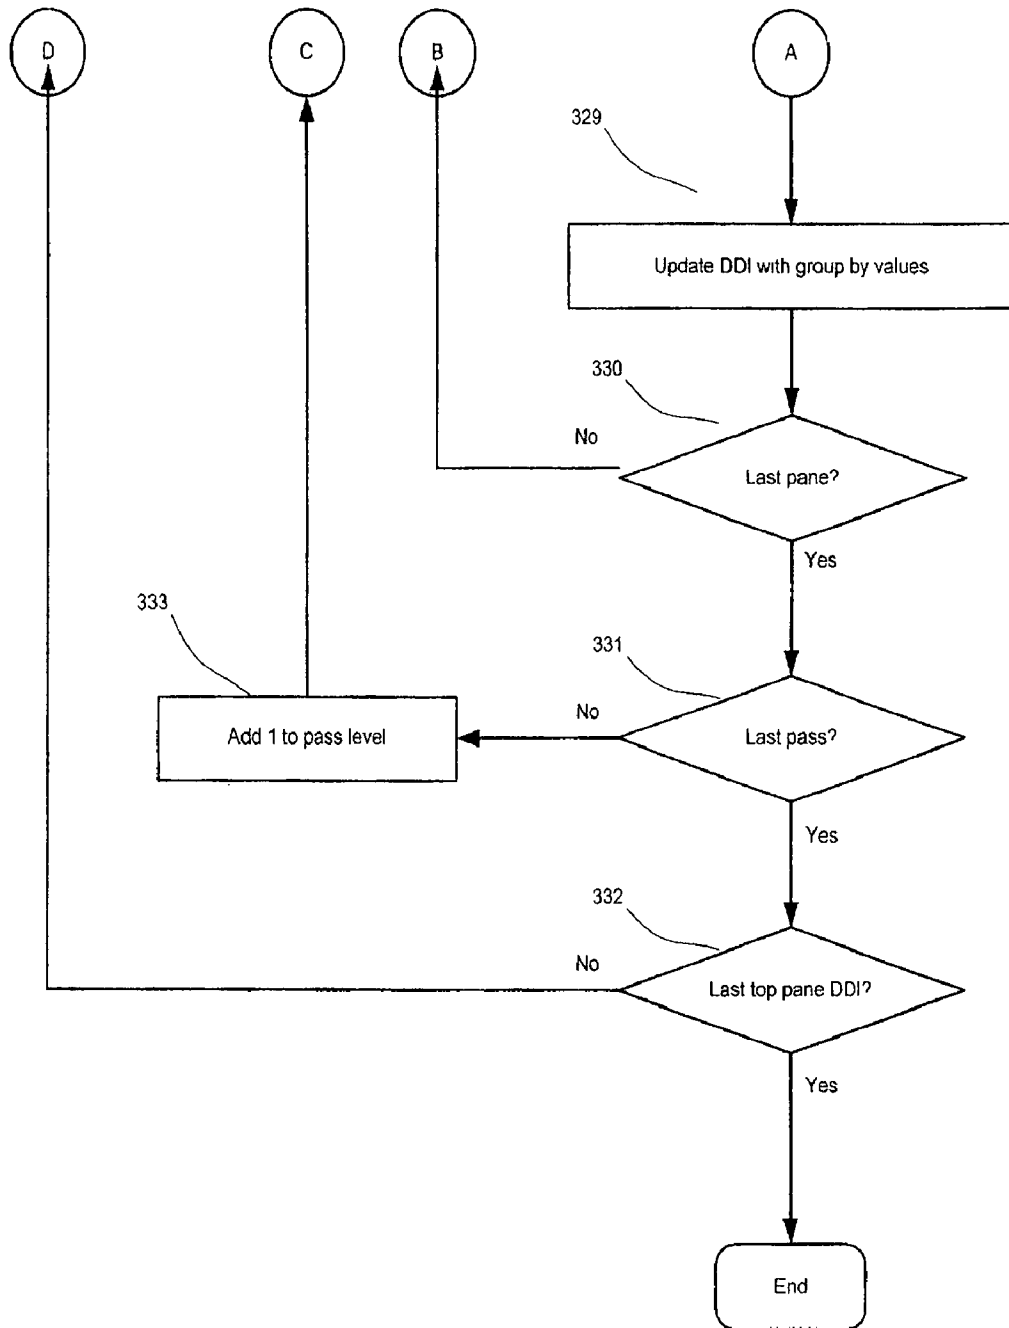 D
C
B
A
329
Update DDI with group by values
330
No
Last pane?
Yes
333
331
Add 1 to pass level
No
Last pass?
Yes
332
No
Last top pane DDI?
Yes
End